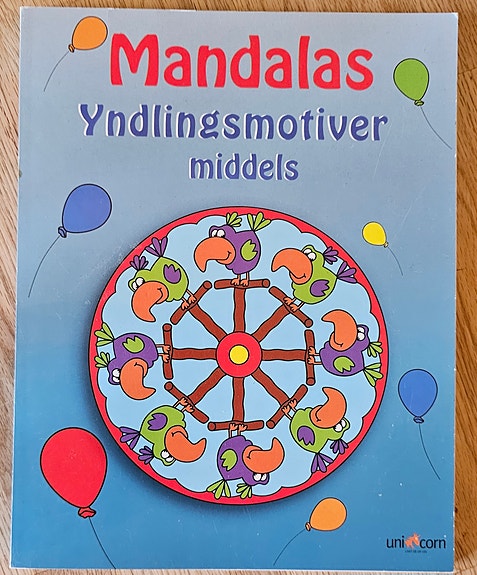 Mandalas
Yndlingsmotiver
middels
unicorn